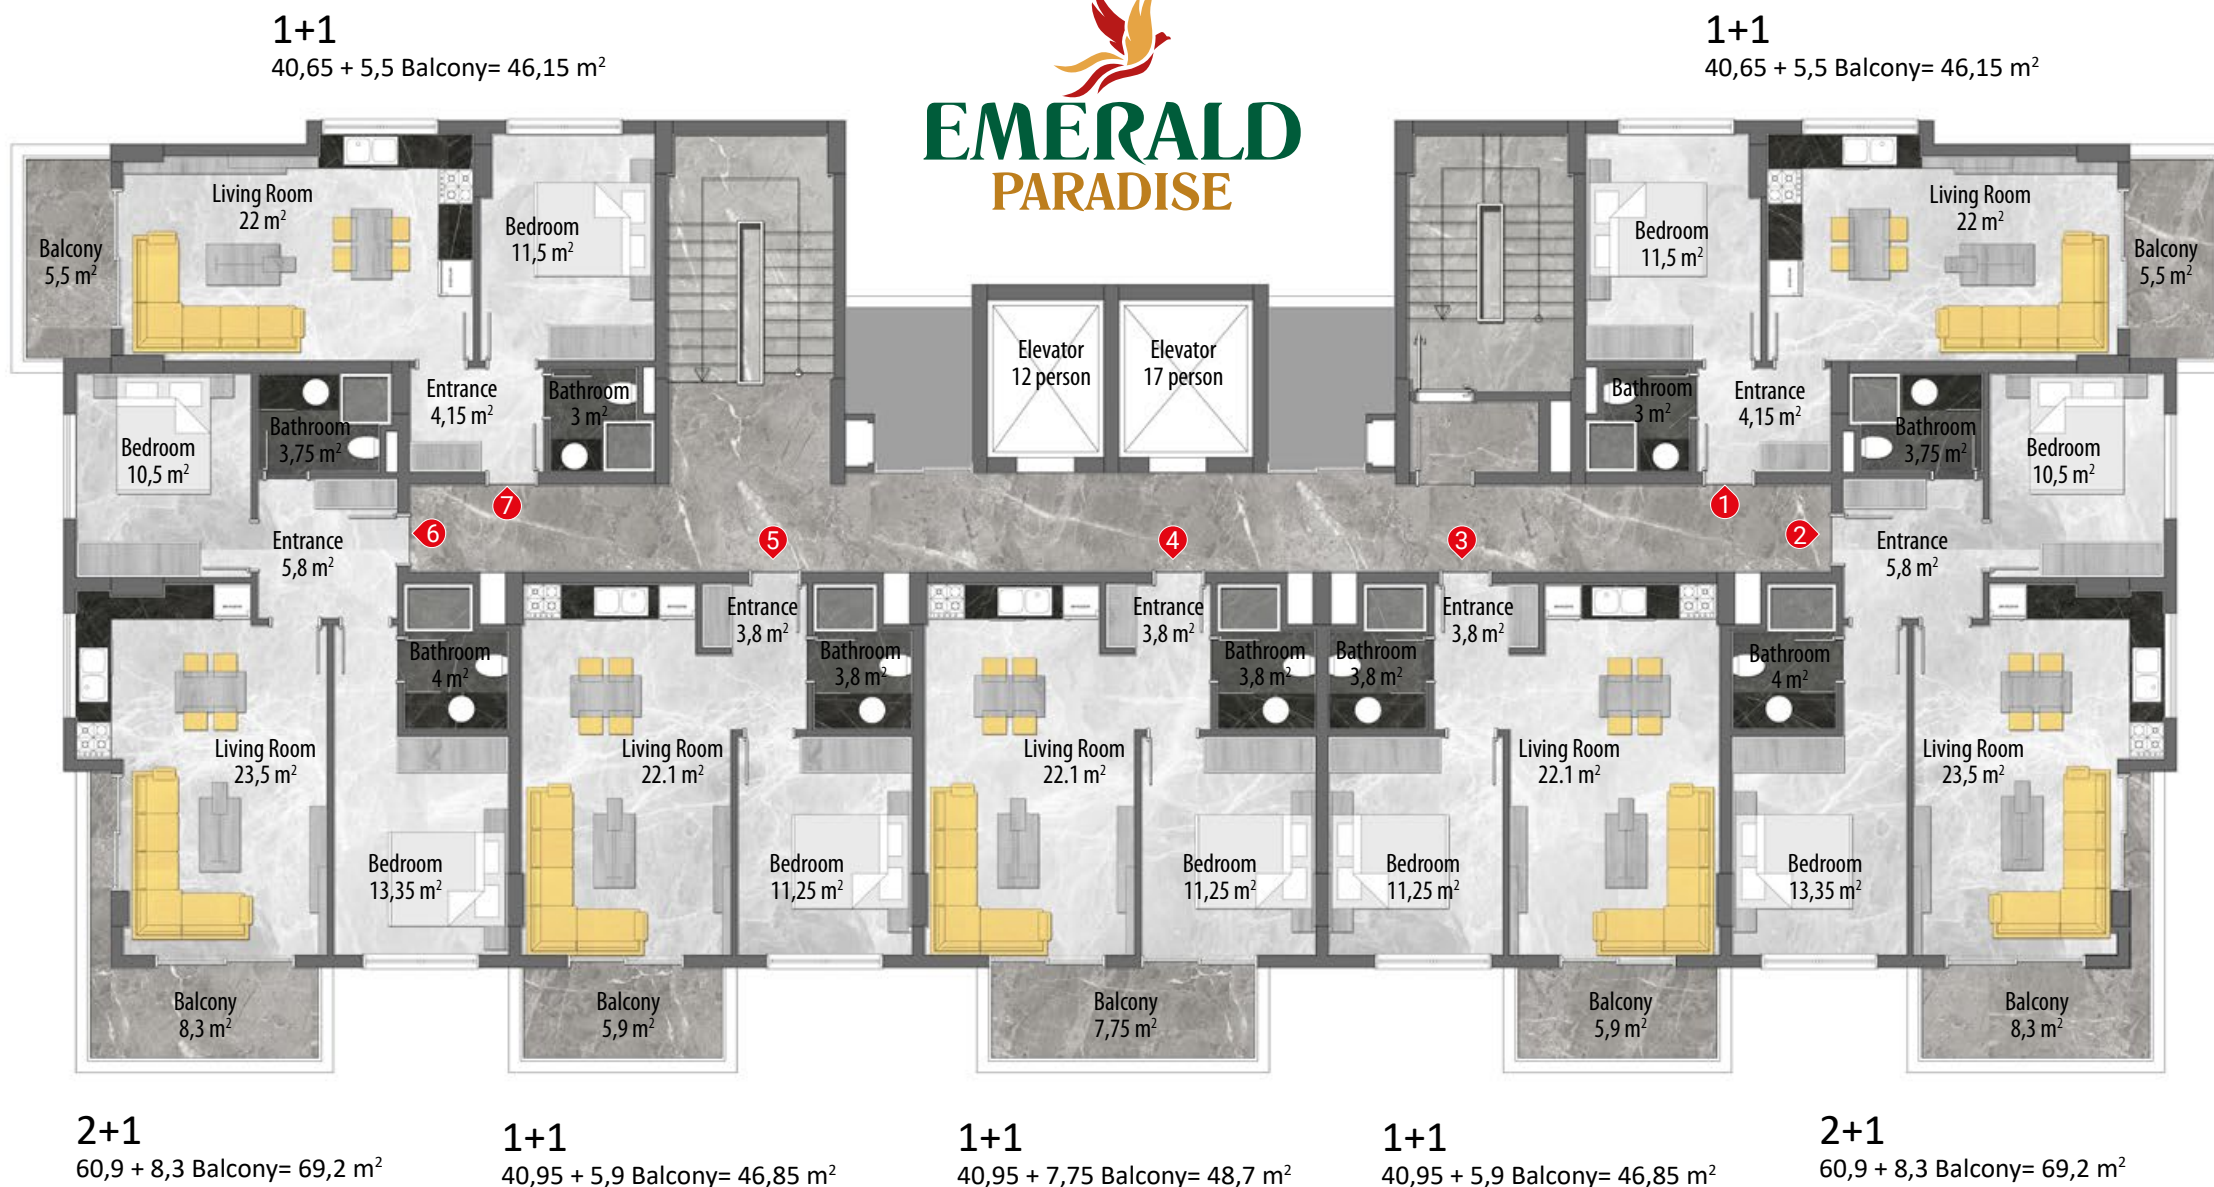 1+1
40,65 + 5,5 Balcony= 46,15 m²
1+1
40,65 + 5,5 Balcony= 46,15 m²
EMERALD
PARADISE
Living Room
22 m²
Bedroom
11,5 m²
Balcony
5,5 m²
Entrance
4,15 m²
Bathroom
3 m²
Elevator
12 person
Elevator
17 person
Bedroom
11,5 m²
Living Room
22 m²
Balcony
5,5 m²
Bathroom
3 m²
Entrance
4,15 m²
Bedroom
10,5 m²
Bathroom
3,75 m²
Entrance
5,8 m²
Bathroom
3,75 m²
Bedroom
10,5 m²
Entrance
5,8 m²
7
6
5
4
3
1
2
Bathroom
4 m²
Living Room
23,5 m²
Bedroom
13,35 m²
Balcony
8,3 m²
Entrance
3,8 m²
Bathroom
3,8 m²
Living Room
22.1 m²
Bedroom
11,25 m²
Balcony
5,9 m²
Entrance
3,8 m²
Bathroom
3,8 m²
Living Room
22.1 m²
Bedroom
11,25 m²
Balcony
7,75 m²
Bathroom
3,8 m²
Entrance
3,8 m²
Bedroom
11,25 m²
Living Room
22.1 m²
Balcony
5,9 m²
Bathroom
4 m²
Bedroom
13,35 m²
Living Room
23,5 m²
Balcony
8,3 m²
2+1
60,9 + 8,3 Balcony= 69,2 m²
1+1
40,95 + 5,9 Balcony= 46,85 m²
1+1
40,95 + 7,75 Balcony= 48,7 m²
1+1
40,95 + 5,9 Balcony= 46,85 m²
2+1
60,9 + 8,3 Balcony= 69,2 m²